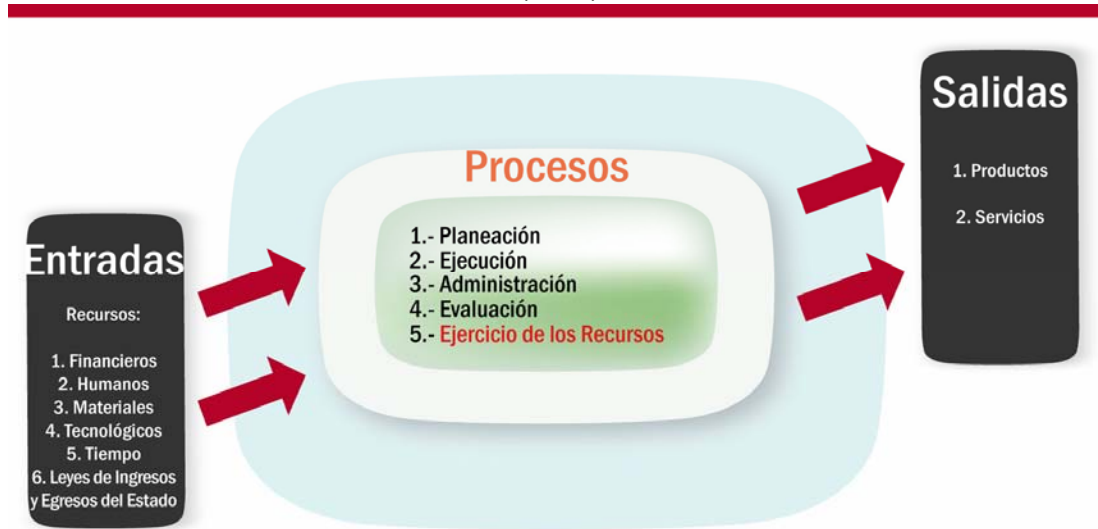 Entradas
Recursos:
1. Financieros
2. Humanos
3. Materiales
4. Tecnológicos
5. Tiempo
6. Leyes de Ingresos
y Egresos del Estado
Procesos
1.- Planeación
2.- Ejecución
3.- Administración
4.- Evaluación
5.- Ejercicio de los Recursos
Salidas
1. Productos
2. Servicios